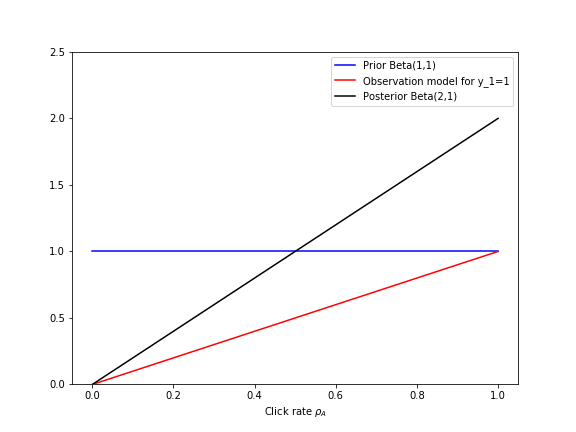 2.5
2.0
1.5
1.0
0.5
0.0
Prior Beta(1,1)
Observation model for y_1=1
Posterior Beta(2,1)
0.0 0.2 0.4 0.6 0.8 1.0
Click rate ρ_A